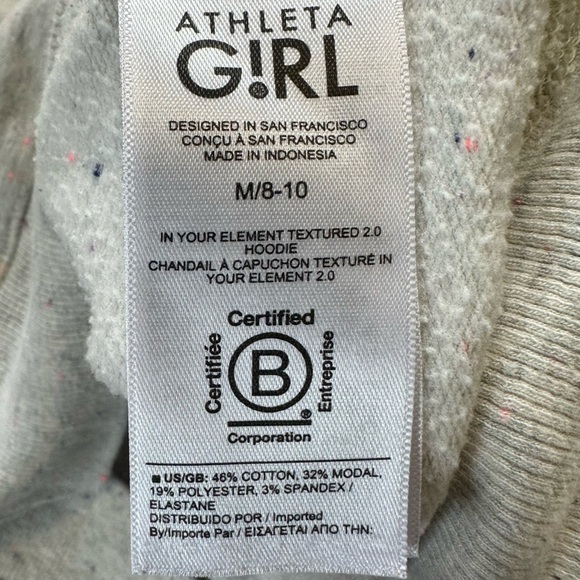 ATHLETA
G!RL
DESIGNED IN SAN FRANCISCO
CONÇU À SAN FRANCISCO
MADE IN INDONESIA
M/8-10
IN YOUR ELEMENT TEXTURED 2.0
HOODIE
CHANDAIL À CAPUCHON TEXTURÉ IN
YOUR ELEMENT 2.0
Certified
Certifiée
B
Entreprise
®
Corporation
■ US/GB: 46% COTTON, 32% MODAL,
19% POLYESTER, 3% SPANDEX /
ELASTANE
DISTRIBUIDO POR / Imported
By/Importe Par / ΕΙΣΑΓΕΤΑΙ ΑΠΟ ΤΗΝ: